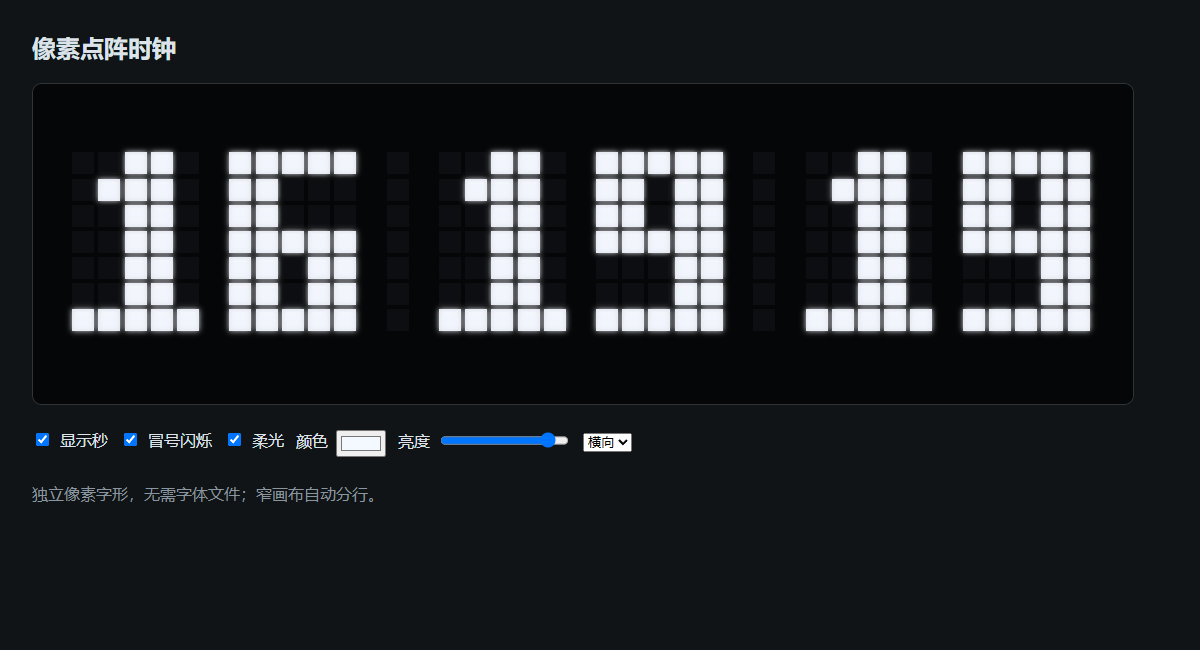 像素点阵时钟
16 19 19
显示秒 冒号闪烁 柔光 颜色 亮度 横向
独立像素字形，无需字体文件；窄画布自动分行。